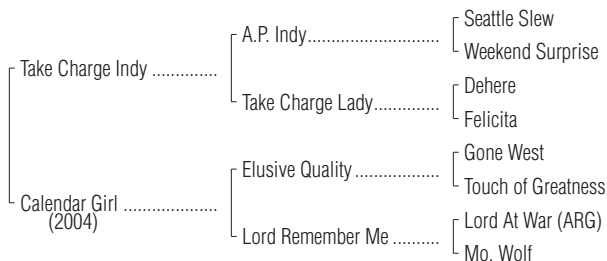 Seattle Slew
A.P. Indy
Weekend Surprise
Take Charge Indy
Dehere
Take Charge Lady
Felicita
Gone West
Elusive Quality
Touch of Greatness
Calendar Girl
(2004)
Lord At War (ARG)
Lord Remember Me
Mo. Wolf